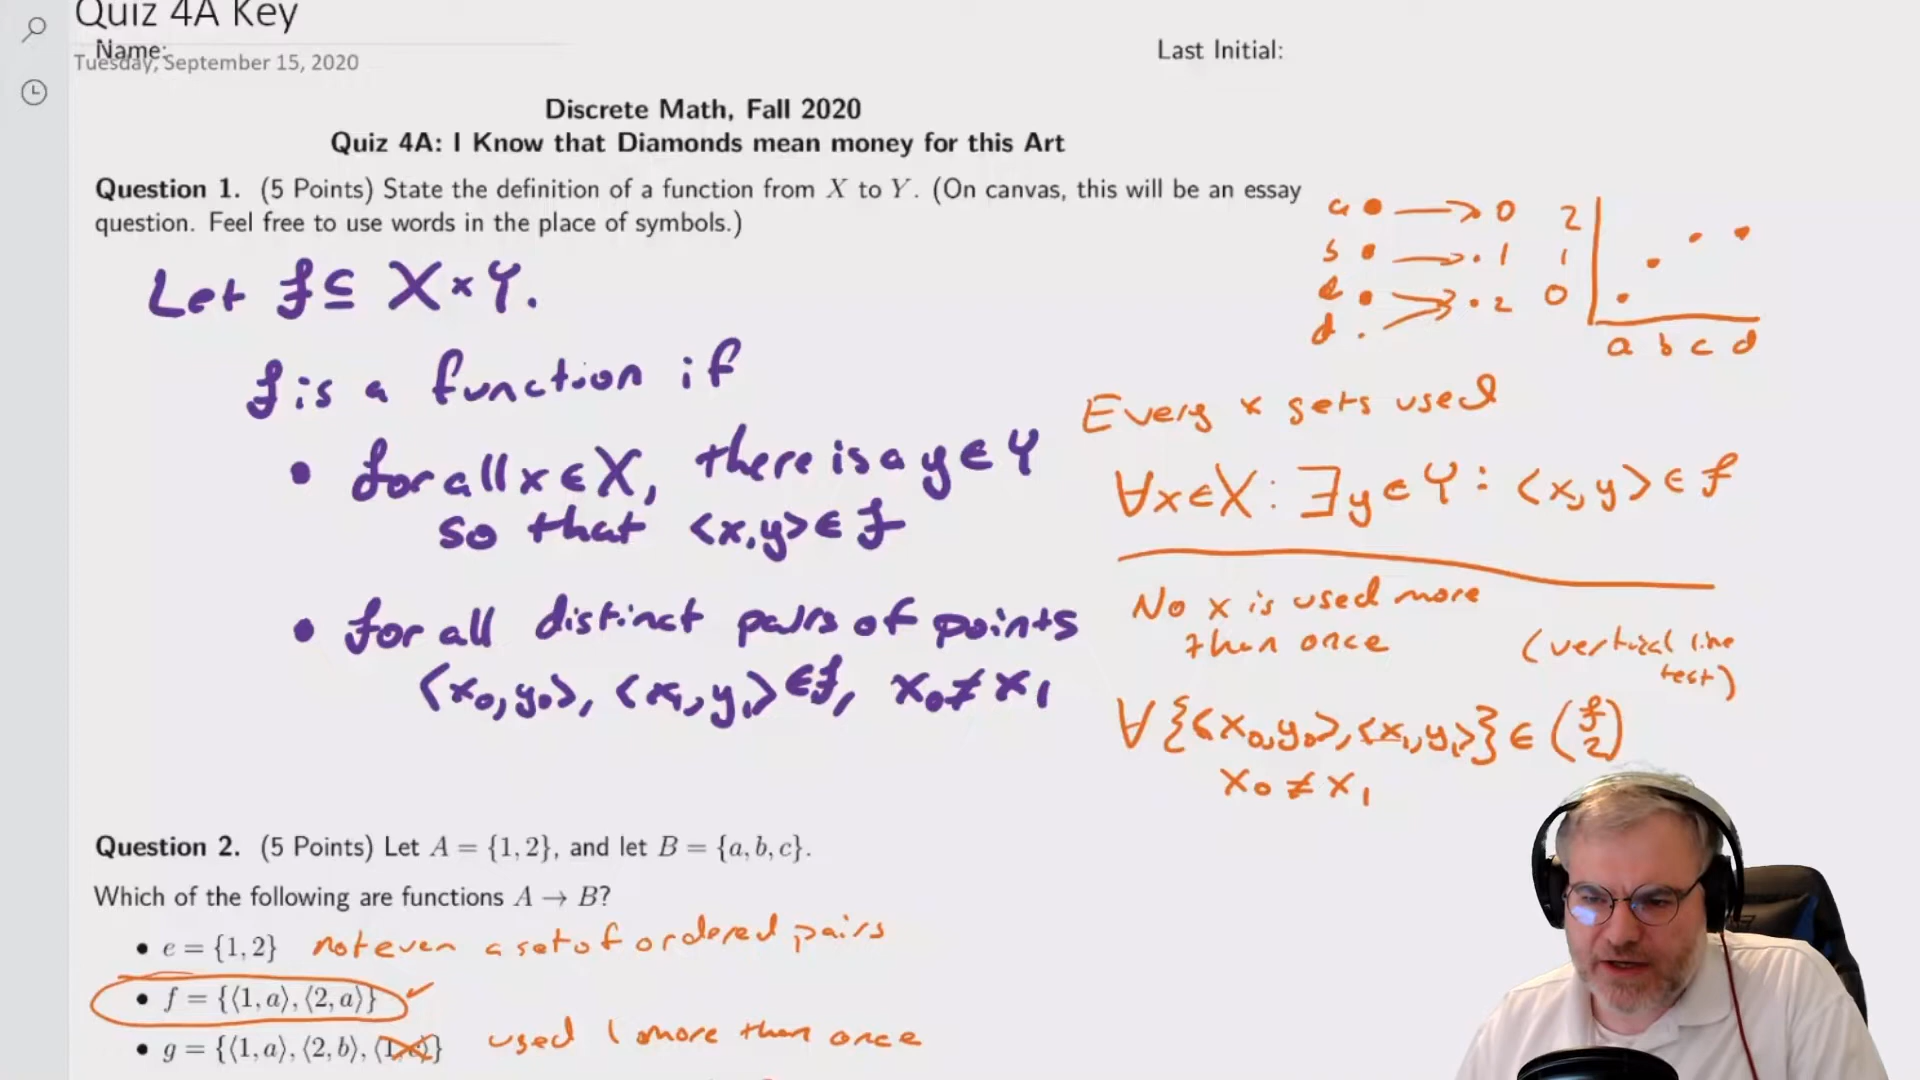 Quiz 4A Key
Name:
Tuesday, September 15, 2020
Last Initial:
Discrete Math, Fall 2020
Quiz 4A: I Know that Diamonds mean money for this Art
Question 1. (5 Points) State the definition of a function from X to Y. (On canvas, this will be an essay
question. Feel free to use words in the place of symbols.)
Let f ⊆ X × Y.
f is a function if
• for all x ∈ X, there is a y ∈ Y
so that <x,y> ∈ f
• for all distinct pairs of points
<x₀,y₀>, <x₁,y₁> ∈ f, x₀ ≠ x₁
a • → 0
b • → • 1
c • → • 2
d •
2
1
0
a b c d
Every x gets used
∀x∈X: ∃y∈Y: <x,y> ∈ f
No x is used more
than once
(vertical line
test)
∀{<x₀,y₀>,<x₁,y₁>} ∈ (f 2)
x₀ ≠ x₁
Question 2. (5 Points) Let A = {1, 2}, and let B = {a, b, c}.
Which of the following are functions A → B?
• e = {1, 2} not even a set of ordered pairs
• f = {⟨1, a⟩, ⟨2, a⟩} ✓
• g = {⟨1, a⟩, ⟨2, b⟩, ⟨1, used 1 more than once